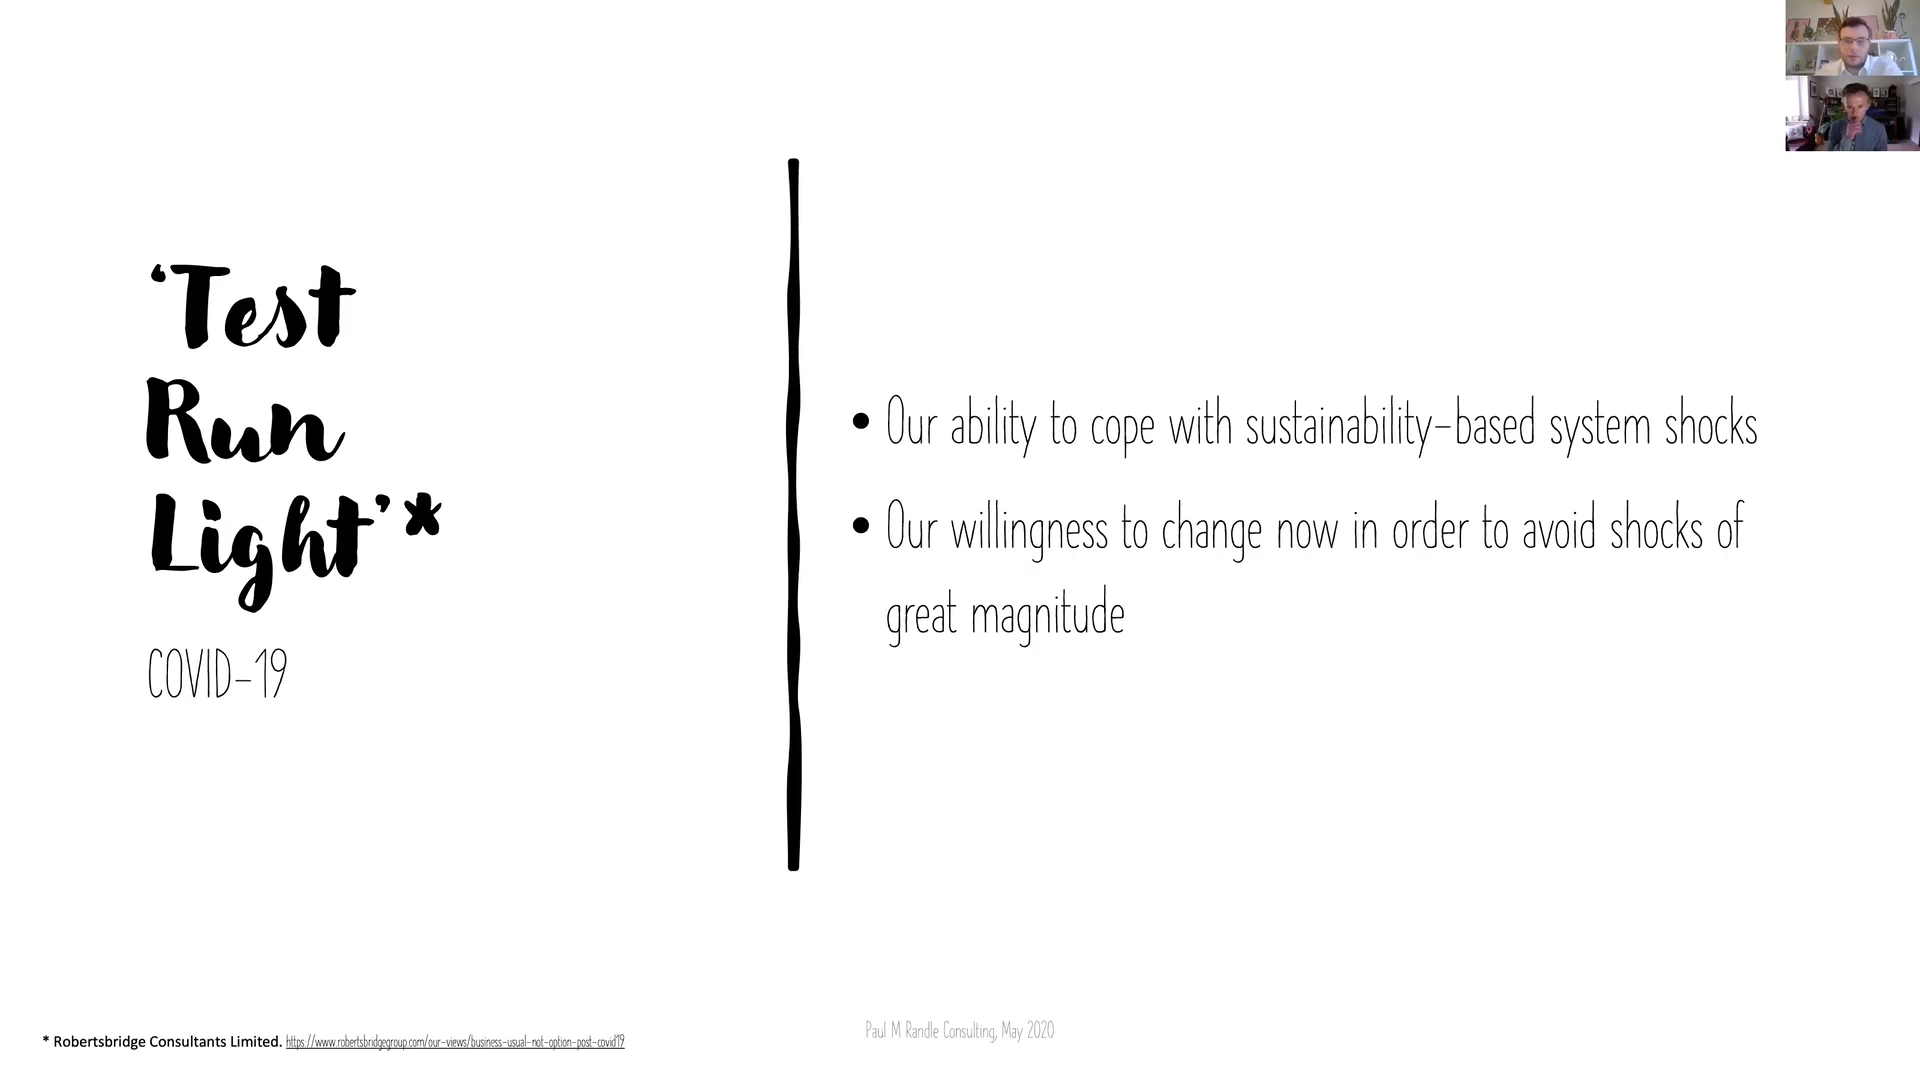 ‘Test
Run
Light’*
COVID-19
• Our ability to cope with sustainability-based system shocks
• Our willingness to change now in order to avoid shocks of
great magnitude
* Robertsbridge Consultants Limited. https://www.robertsbridgegroup.com/our-views/business-usual-not-option-post-covid19
Paul M Randle Consulting, May 2020